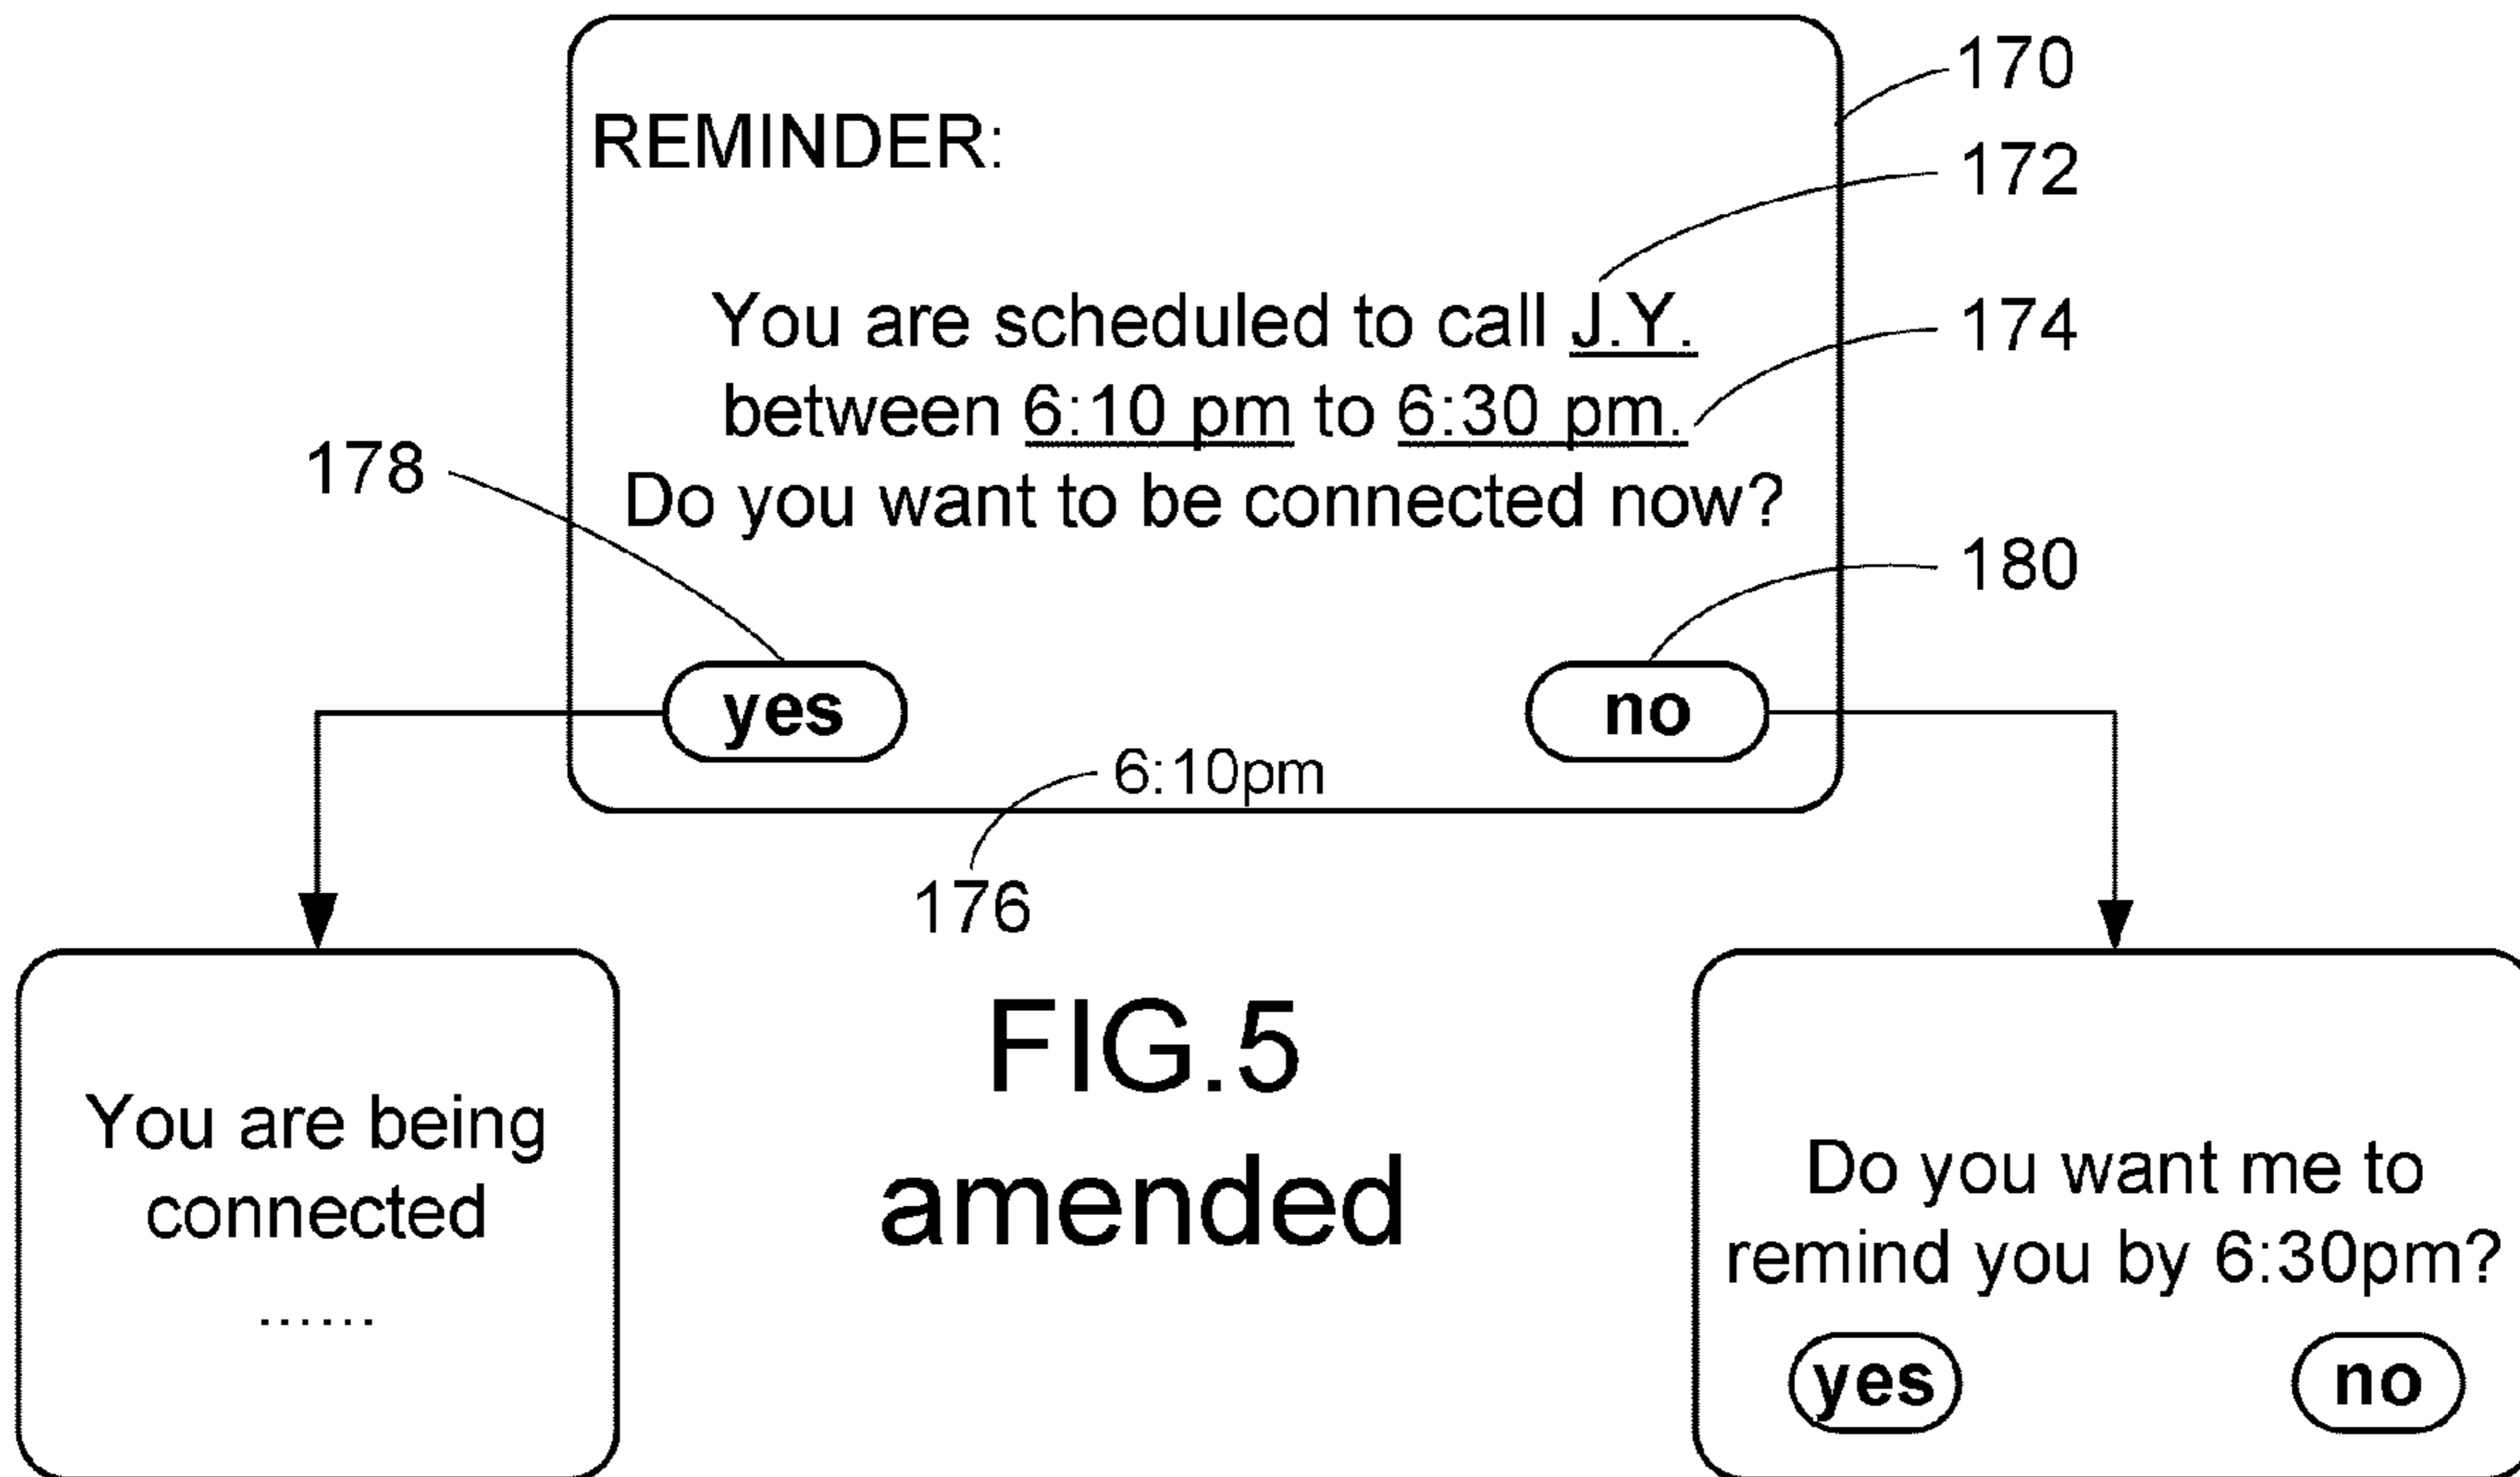 170
REMINDER:
172
You are scheduled to call J.Y.
174
between 6:10 pm to 6:30 pm.
178
Do you want to be connected now?
180
yes
no
6:10pm
176
FIG.5
amended
You are being
connected
......
Do you want me to
remind you by 6:30pm?
yes
no